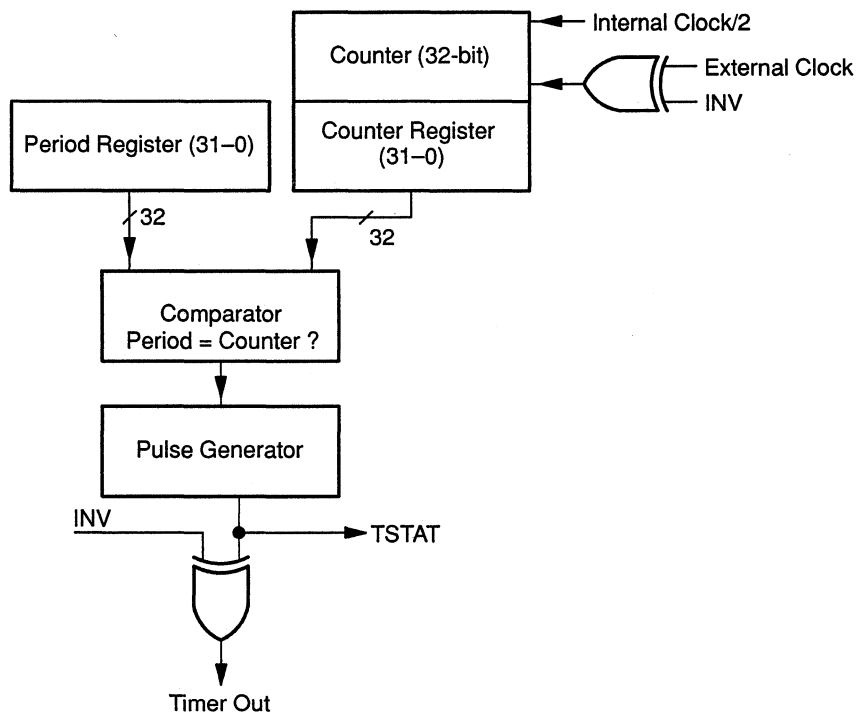 Internal Clock/2
Counter (32-bit)
External Clock
INV
Period Register (31–0)
Counter Register
(31–0)
32
32
Comparator
Period = Counter ?
Pulse Generator
INV
TSTAT
Timer Out